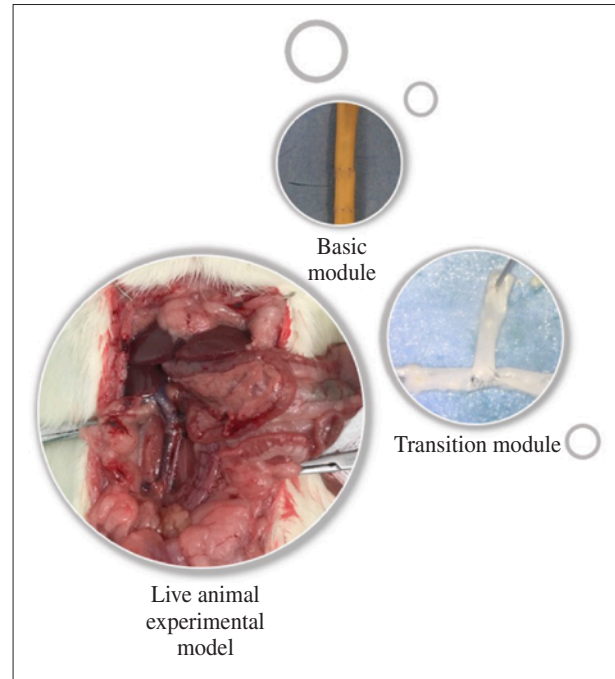 Basic
module
Transition module
Live animal
experimental
model